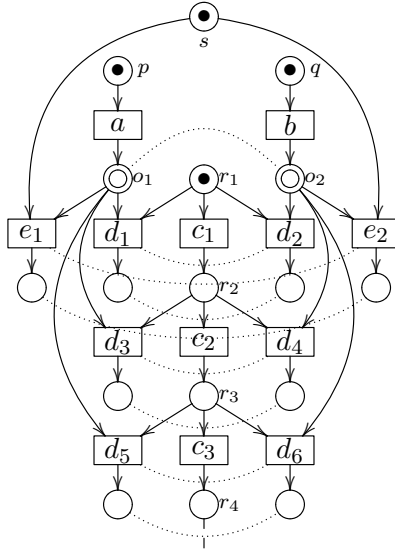 s
p q
a b
o₁ r₁ o₂
e₁ d₁ c₁ d₂ e₂
r₂
d₃ c₂ d₄
r₃
d₅ c₃ d₆
r₄